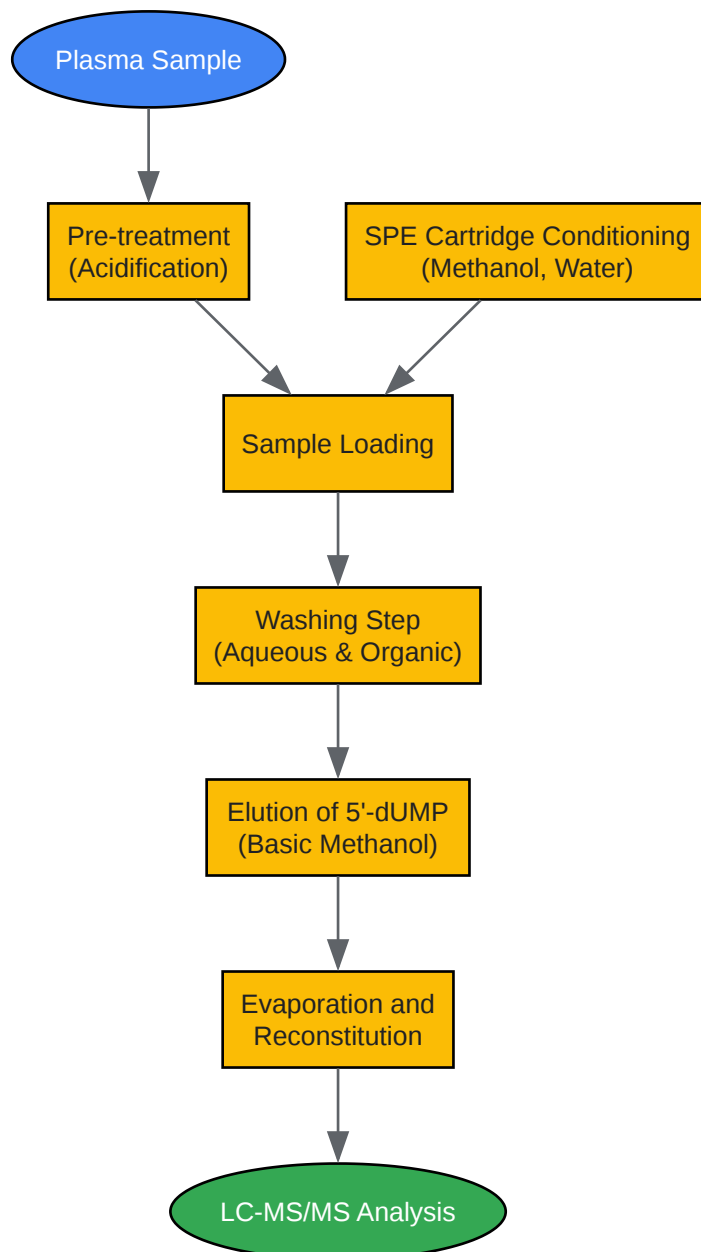 Plasma Sample
Pre-treatment
(Acidification)
SPE Cartridge Conditioning
(Methanol, Water)
Sample Loading
Washing Step
(Aqueous & Organic)
Elution of 5'-dUMP
(Basic Methanol)
Evaporation and
Reconstitution
LC-MS/MS Analysis